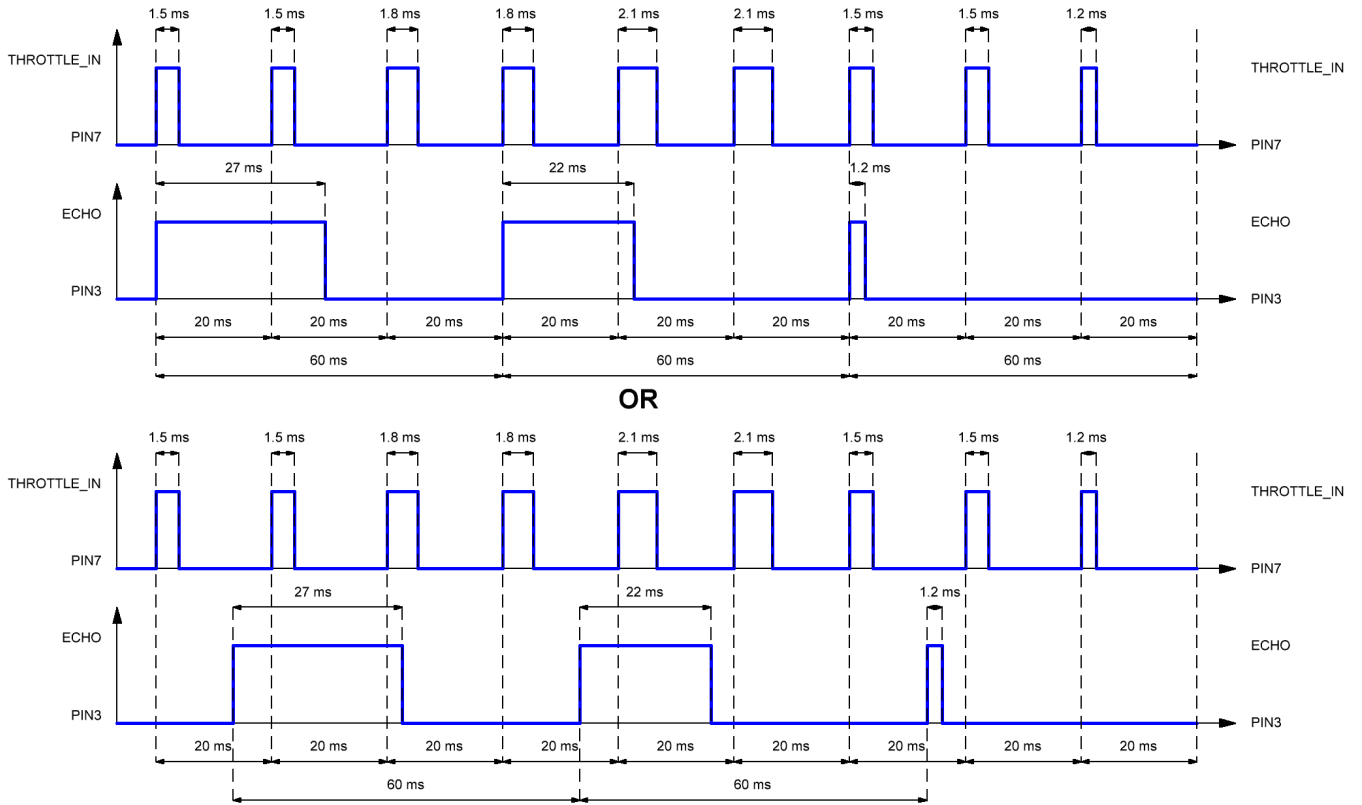 1.5 ms 1.5 ms 1.8 ms 1.8 ms 2.1 ms 2.1 ms 1.5 ms 1.5 ms 1.2 ms
THROTTLE_IN THROTTLE_IN
PIN7 PIN7
27 ms 22 ms 1.2 ms
ECHO ECHO
PIN3 PIN3
20 ms 20 ms 20 ms 20 ms 20 ms 20 ms 20 ms 20 ms 20 ms
60 ms 60 ms 60 ms
OR
1.5 ms 1.5 ms 1.8 ms 1.8 ms 2.1 ms 2.1 ms 1.5 ms 1.5 ms 1.2 ms
THROTTLE_IN THROTTLE_IN
PIN7 PIN7
27 ms 22 ms 1.2 ms
ECHO ECHO
PIN3 PIN3
20 ms 20 ms 20 ms 20 ms 20 ms 20 ms 20 ms 20 ms 20 ms
60 ms 60 ms